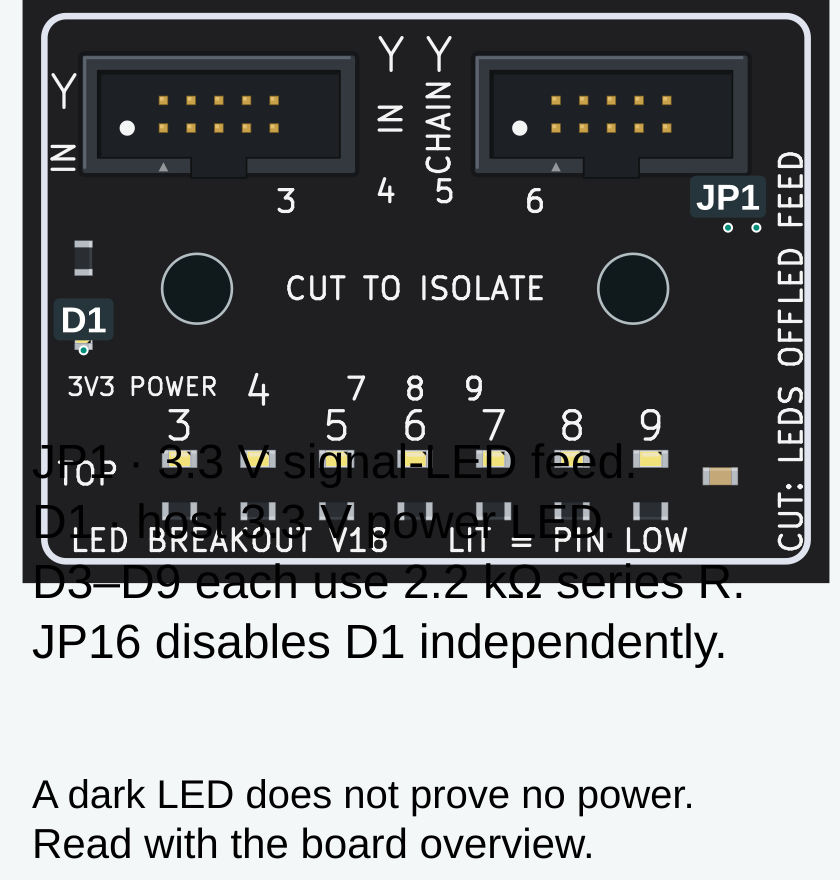 Y IN
Y IN
Y CHAIN
3 4 5 6
JP1
CUT: LEDS OFF
LED FEED
CUT TO ISOLATE
D1
3V3 POWER 4 7 8 9
3 5 6 7 8 9
TOP
JP1 · 3.3 V signal-LED feed.
D1 · host 3.3 V power LED.
LED BREAKOUT V18 LIT = PIN LOW
D3–D9 each use 2.2 kΩ series R.
JP16 disables D1 independently.
A dark LED does not prove no power.
Read with the board overview.